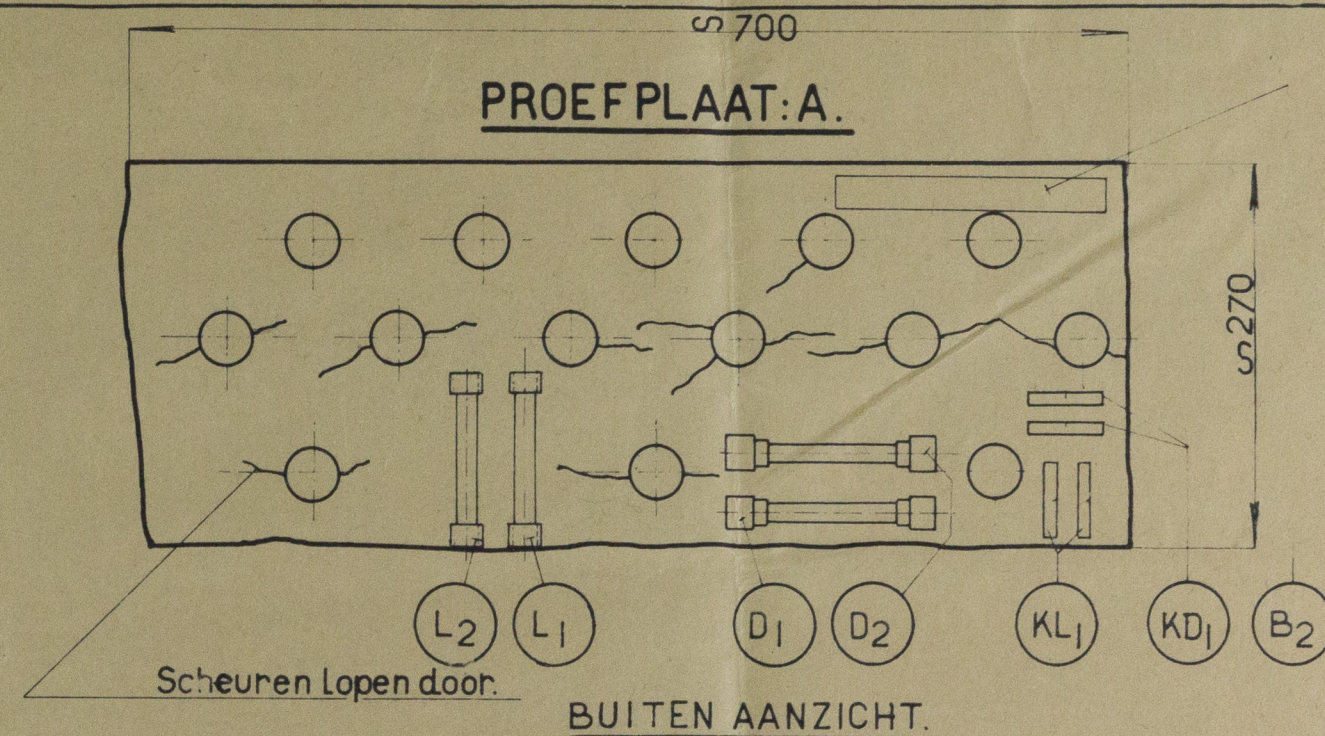 ∽ 700
PROEFPLAAT: A.
∽ 270
L2 L1 D1 D2 KL1 KD1 B2
Scheuren lopen door.
BUITEN AANZICHT.